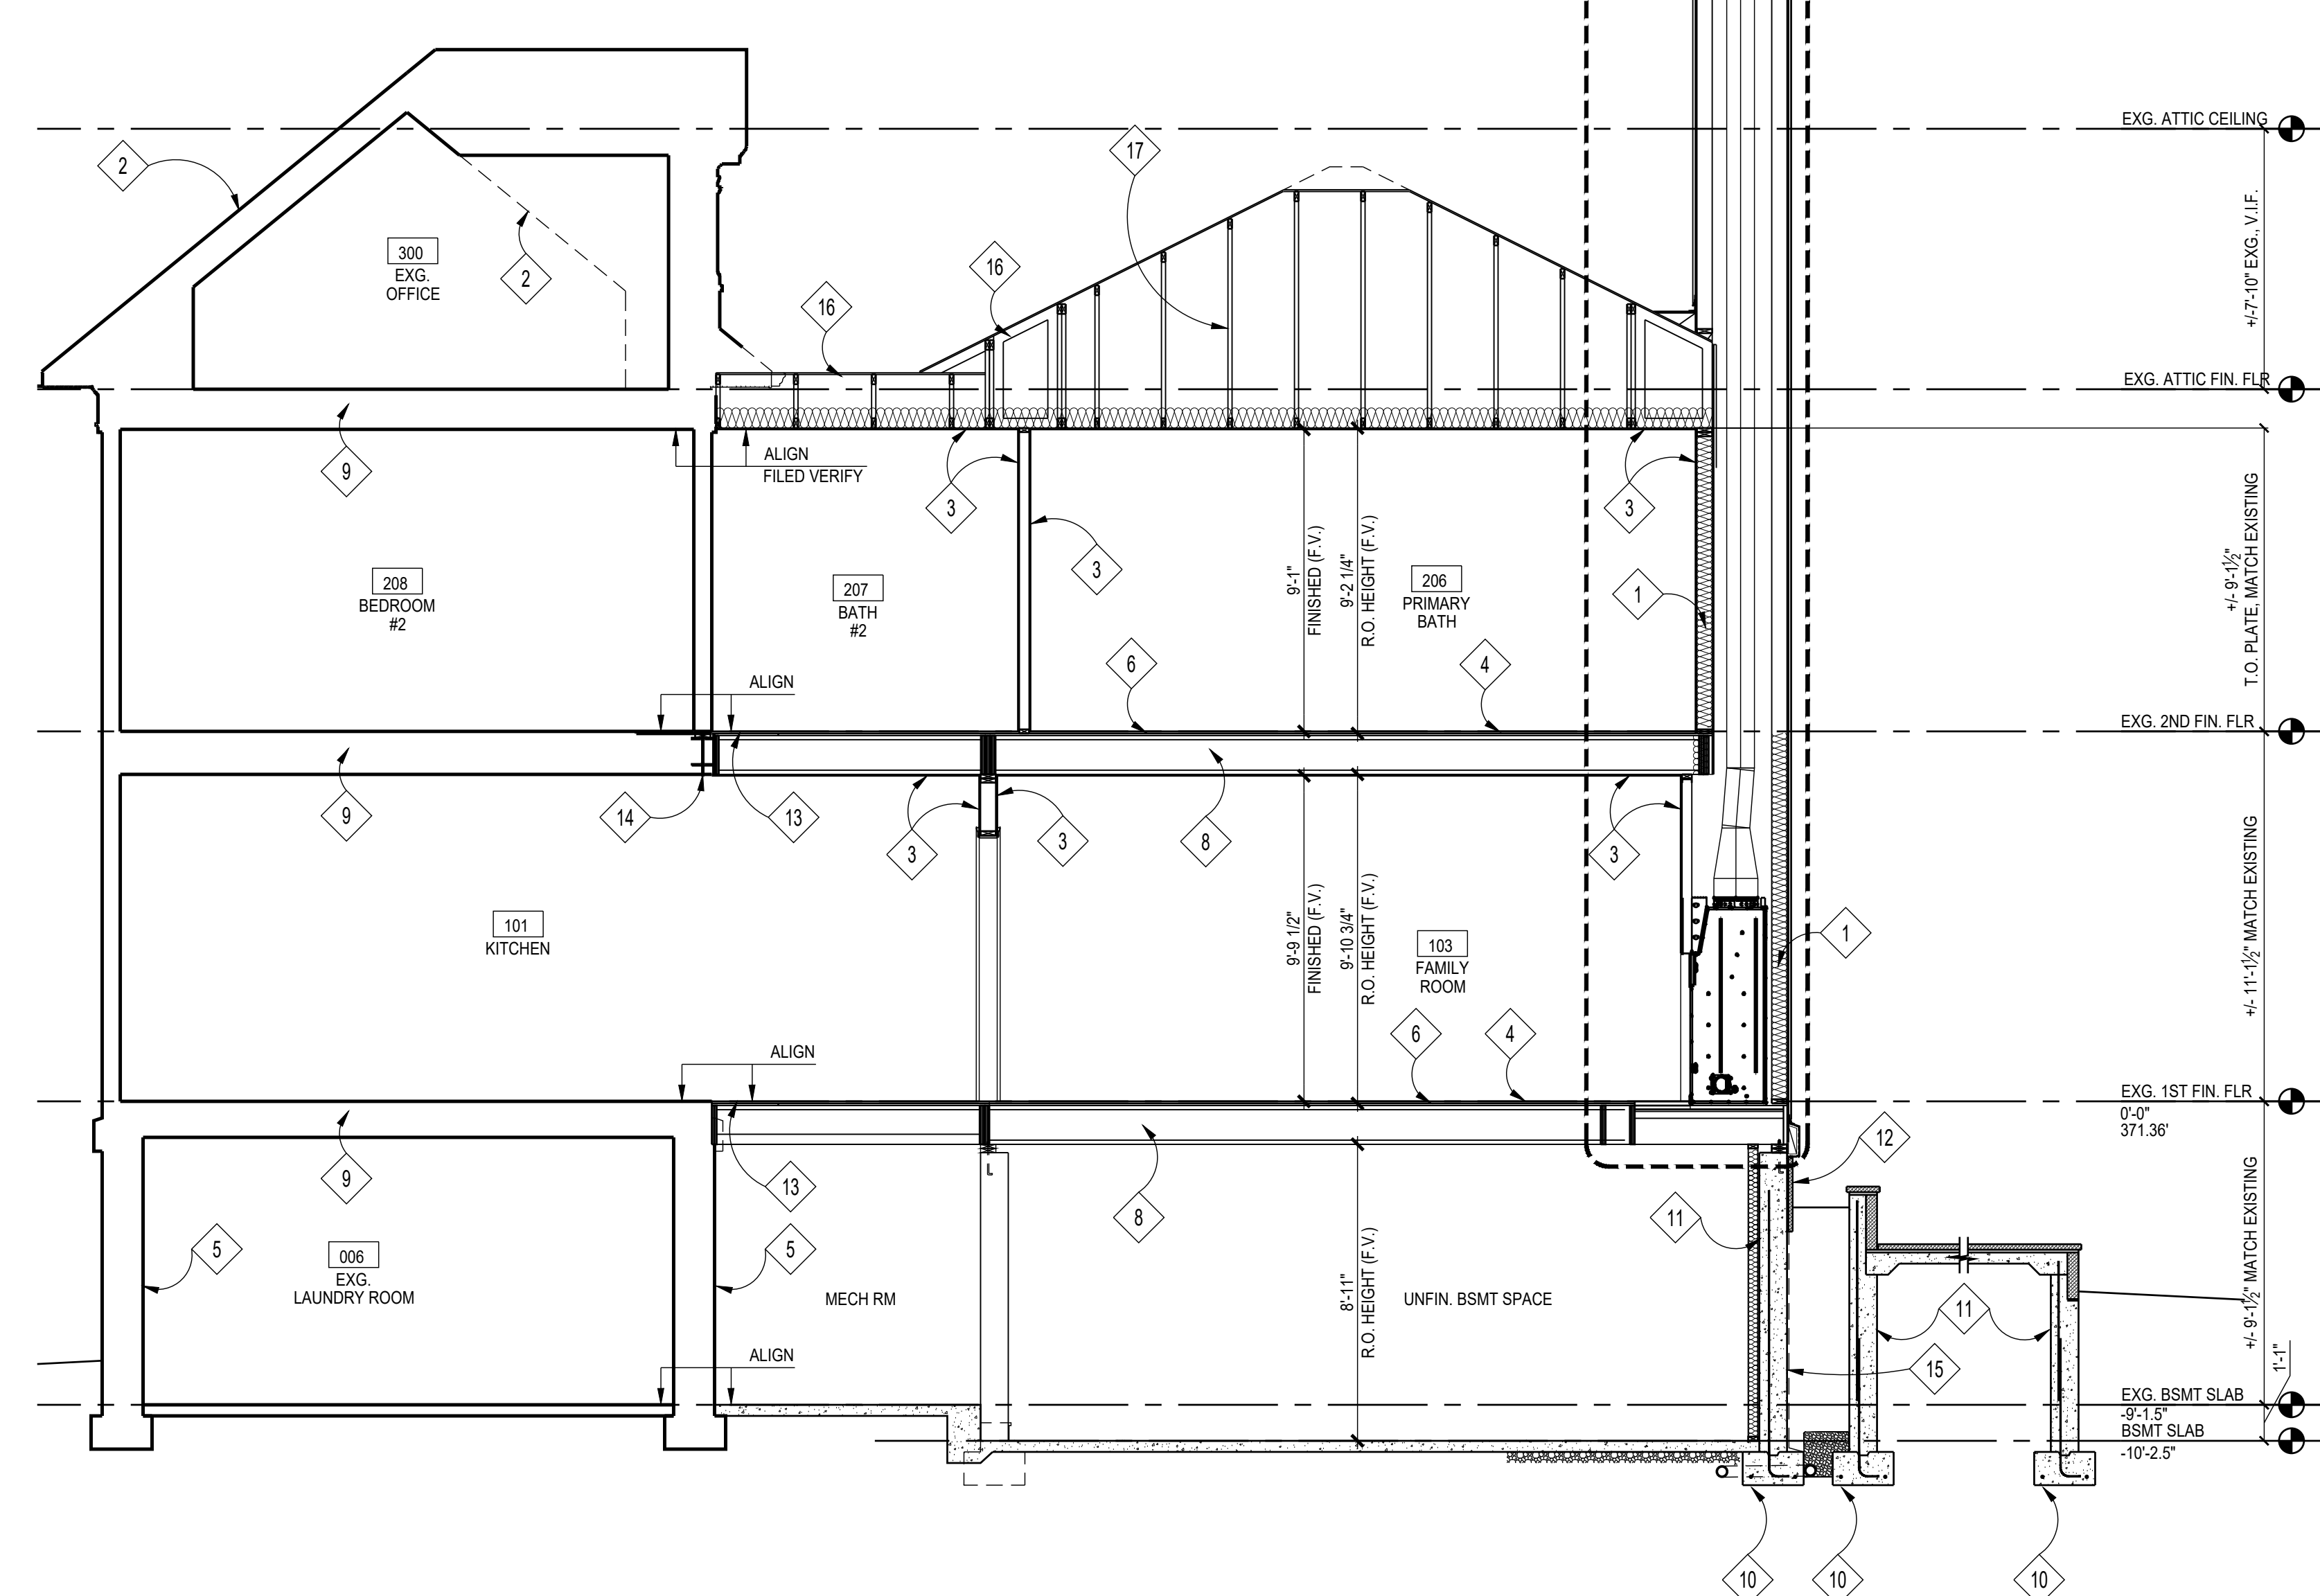 EXG. ATTIC CEILING
2
17
+/-7'-10" EXG., V.I.F.
300
EXG.
OFFICE
2
16
16
EXG. ATTIC FIN. FLR
9
ALIGN
FILED VERIFY
3
3
208
BEDROOM
#2
207
BATH
#2
3
9'-1"
FINISHED (F.V.)
9'-2 1/4"
R.O. HEIGHT (F.V.)
206
PRIMARY
BATH
1
+/- 9'-1½"
T.O. PLATE, MATCH EXISTING
6
4
ALIGN
EXG. 2ND FIN. FLR
9
14
13
3
3
8
3
101
KITCHEN
9'-9 1/2"
FINISHED (F.V.)
9'-10 3/4"
R.O. HEIGHT (F.V.)
103
FAMILY
ROOM
1
+/- 11'-1½" MATCH EXISTING
6
4
ALIGN
EXG. 1ST FIN. FLR
0'-0"
371.36'
12
9
13
8
L
L
11
5
006
EXG.
LAUNDRY ROOM
5
MECH RM
8'-11"
R.O. HEIGHT (F.V.)
UNFIN. BSMT SPACE
11
15
+/- 9'-1½" MATCH EXISTING
1'-1"
ALIGN
EXG. BSMT SLAB
-9'-1.5"
BSMT SLAB
-10'-2.5"
10
10
10